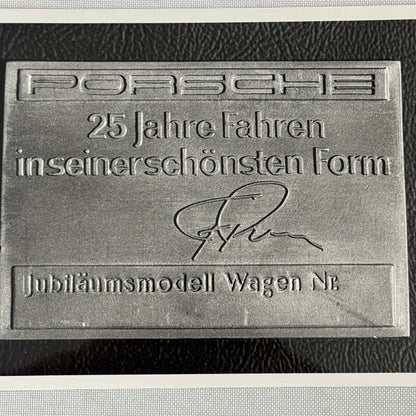 PORSCHE
25 Jahre Fahren
in seiner schönsten Form
Jubiläumsmodell Wagen Nr.